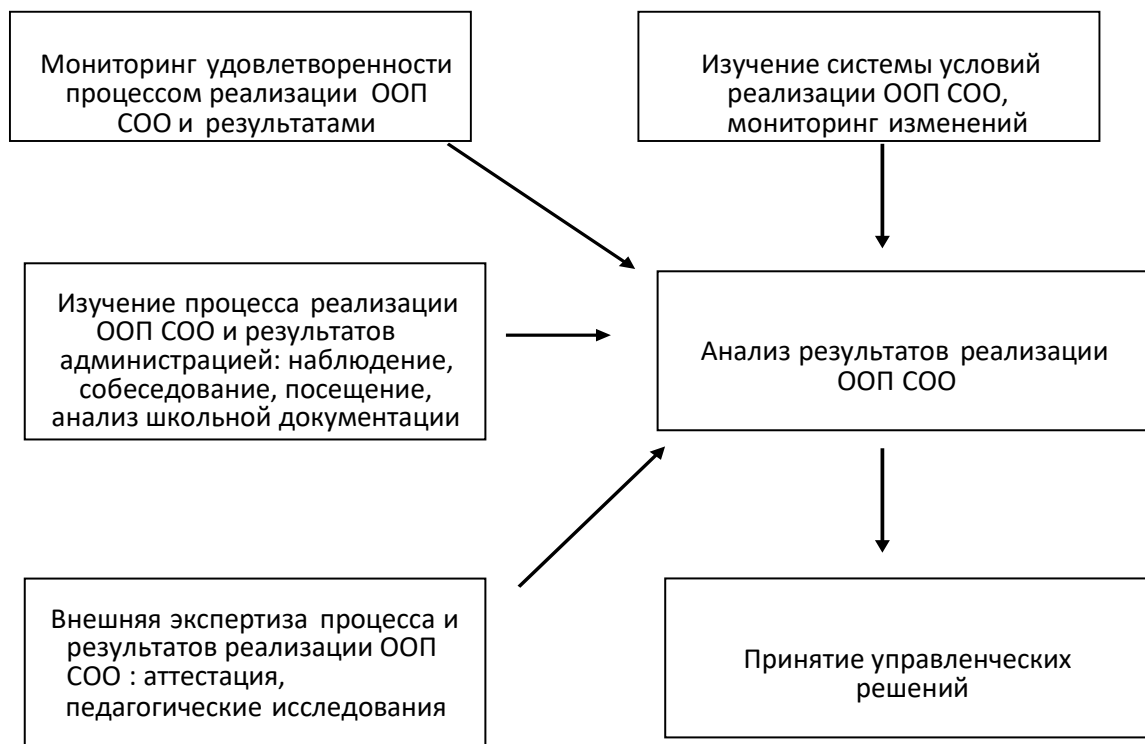 Мониторинг удовлетворенности
процессом реализации ООП
СОО и результатами
Изучение системы условий
реализации ООП СОО,
мониторинг изменений
Изучение процесса реализации
ООП СОО и результатов
администрацией: наблюдение,
собеседование, посещение,
анализ школьной документации
Анализ результатов реализации
ООП СОО
Внешняя экспертиза процесса и
результатов реализации ООП
СОО : аттестация,
педагогические исследования
Принятие управленческих
решений